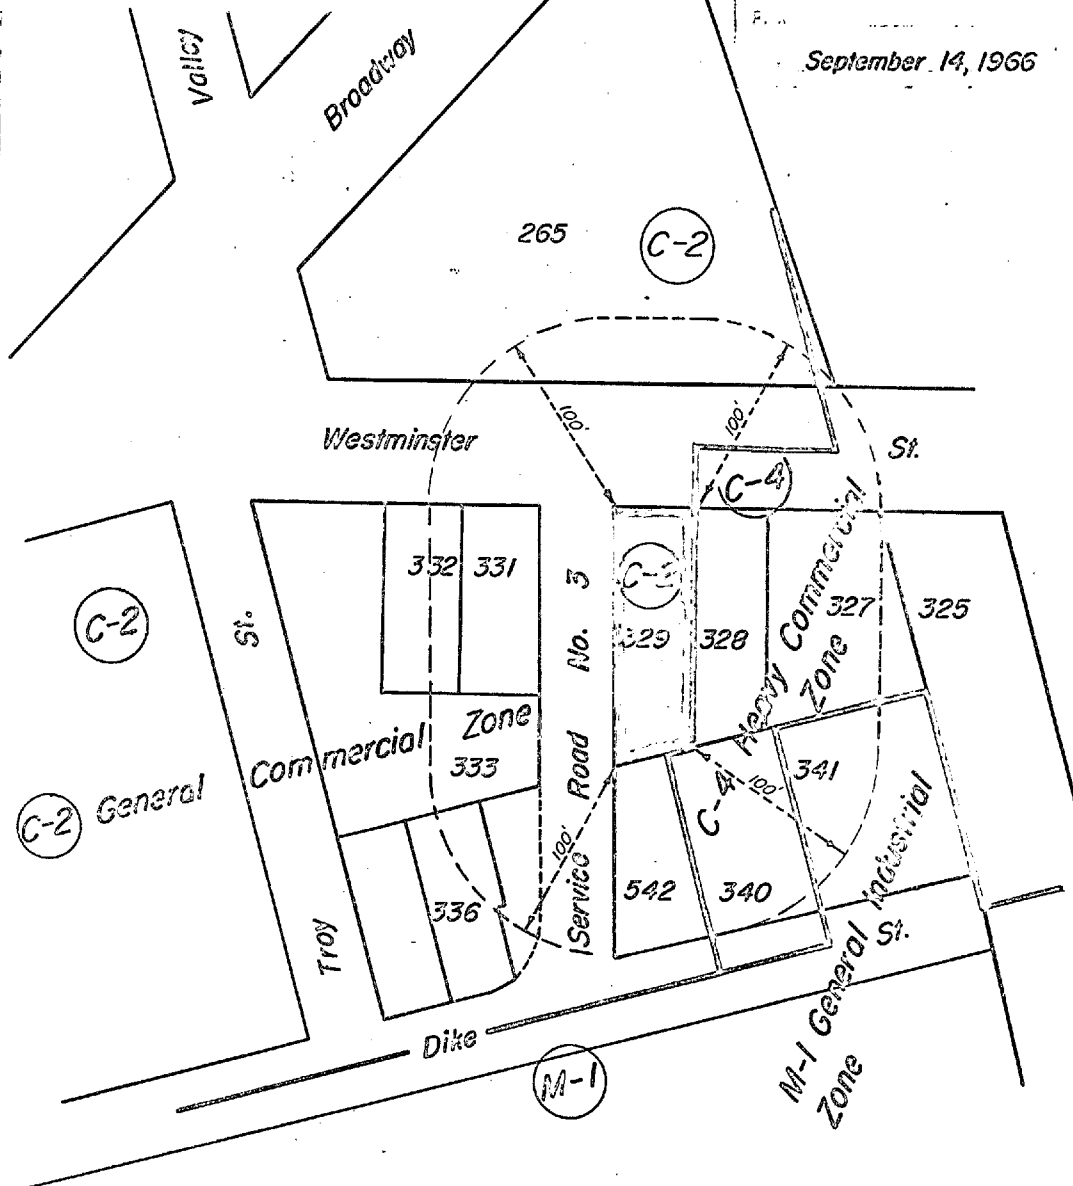 September 14, 1966
Valley
Broadway
265
C-2
100'
100'
Westminster
St.
C-4
332
331
329
328
327
325
C-2
St.
Service Road No. 3
C-4 Heavy Commercial
Zone
C-2 General Commercial Zone
333
341
100'
100'
542
340
336
Troy
St.
Dike
M-1
M-1 General Industrial
Zone